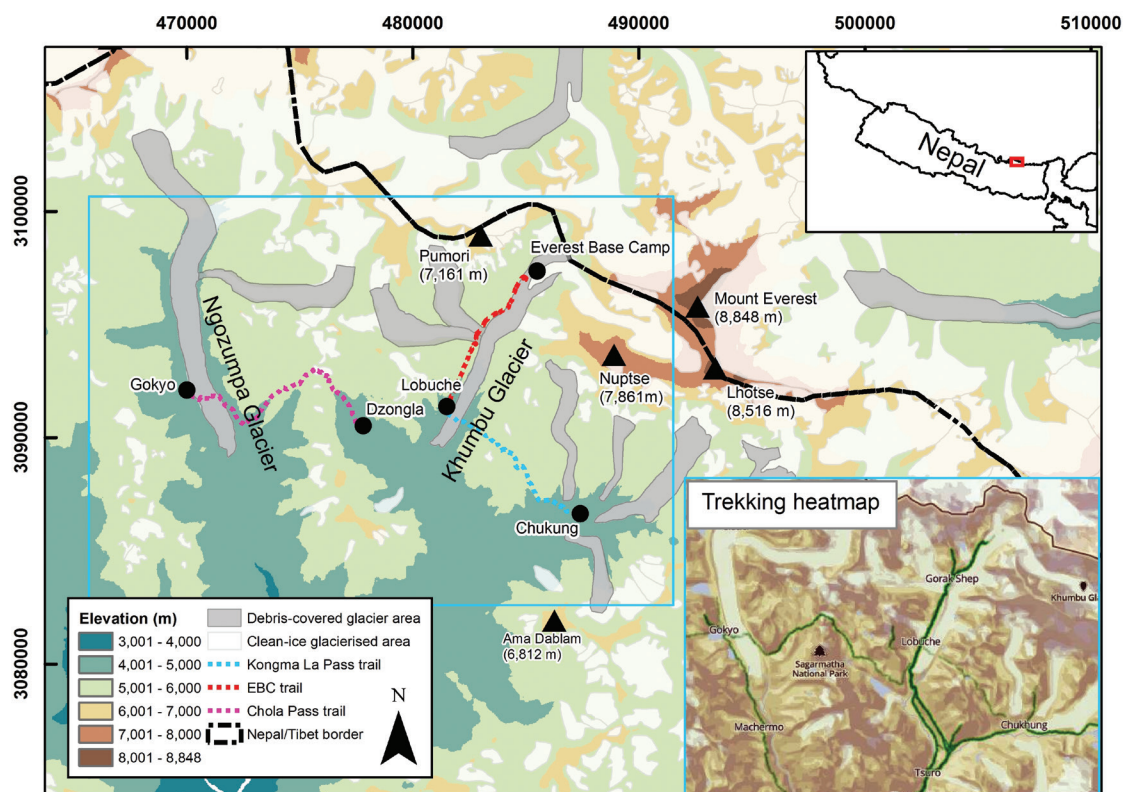 470000
480000
490000
500000
510000
3100000
3090000
3080000
Nepal
Pumori
(7,161 m)
Everest Base Camp
Mount Everest
(8,848 m)
Nuptse
(7,861m)
Lhotse
(8,516 m)
Ngozumpa Glacier
Gokyo
Lobuche
Dzongla
Khumbu Glacier
Chukung
Ama Dablam
(6,812 m)
Elevation (m)
3,001 - 4,000
4,001 - 5,000
5,001 - 6,000
6,001 - 7,000
7,001 - 8,000
8,001 - 8,848
Debris-covered glacier area
Clean-ice glacierised area
Kongma La Pass trail
EBC trail
Chola Pass trail
Nepal/Tibet border
N
Trekking heatmap
Gorak Shep
Khumbu Gla
Gokyo
Lobuche
Sagarmatha
National Park
Machermo
Chukhung
Tsuro